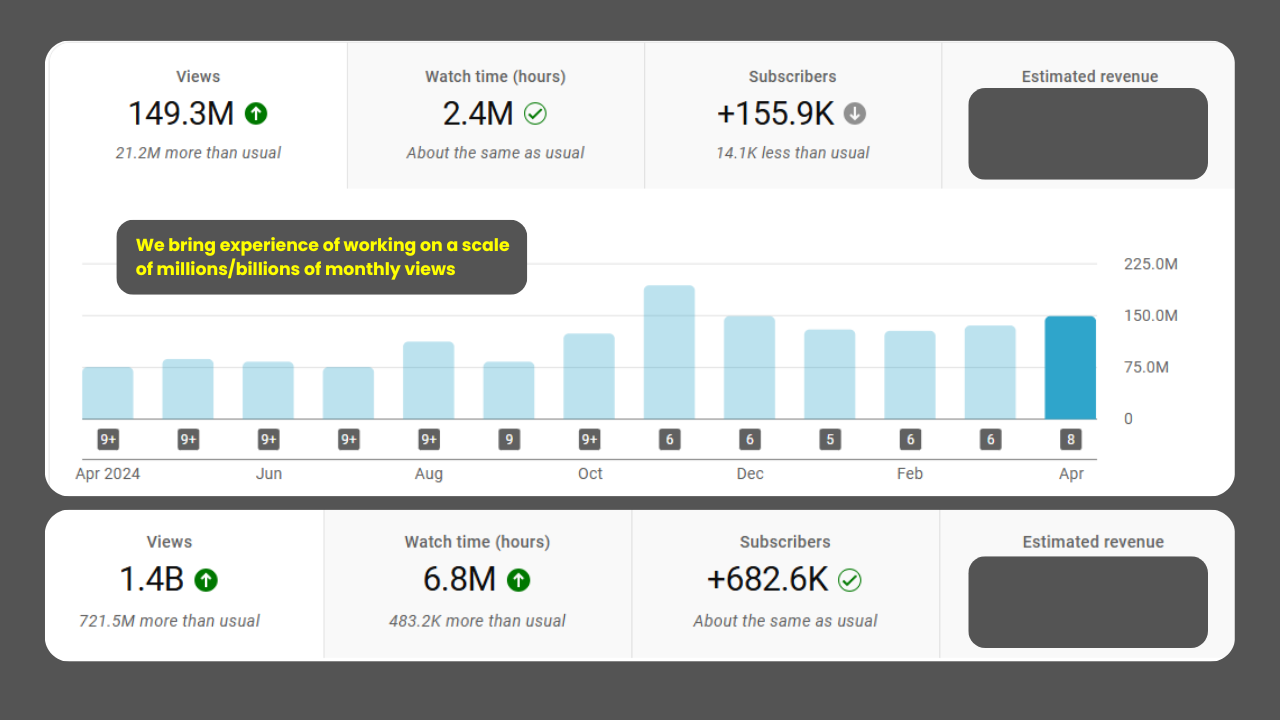 Views
149.3M
21.2M more than usual
Watch time (hours)
2.4M
About the same as usual
Subscribers
+155.9K
14.1K less than usual
Estimated revenue
We bring experience of working on a scale
of millions/billions of monthly views
225.0M
150.0M
75.0M
0
9+ 9+ 9+ 9+ 9+ 9 9+ 6 6 5 6 6 8
Apr 2024 Jun Aug Oct Dec Feb Apr
Views
1.4B
721.5M more than usual
Watch time (hours)
6.8M
483.2K more than usual
Subscribers
+682.6K
About the same as usual
Estimated revenue